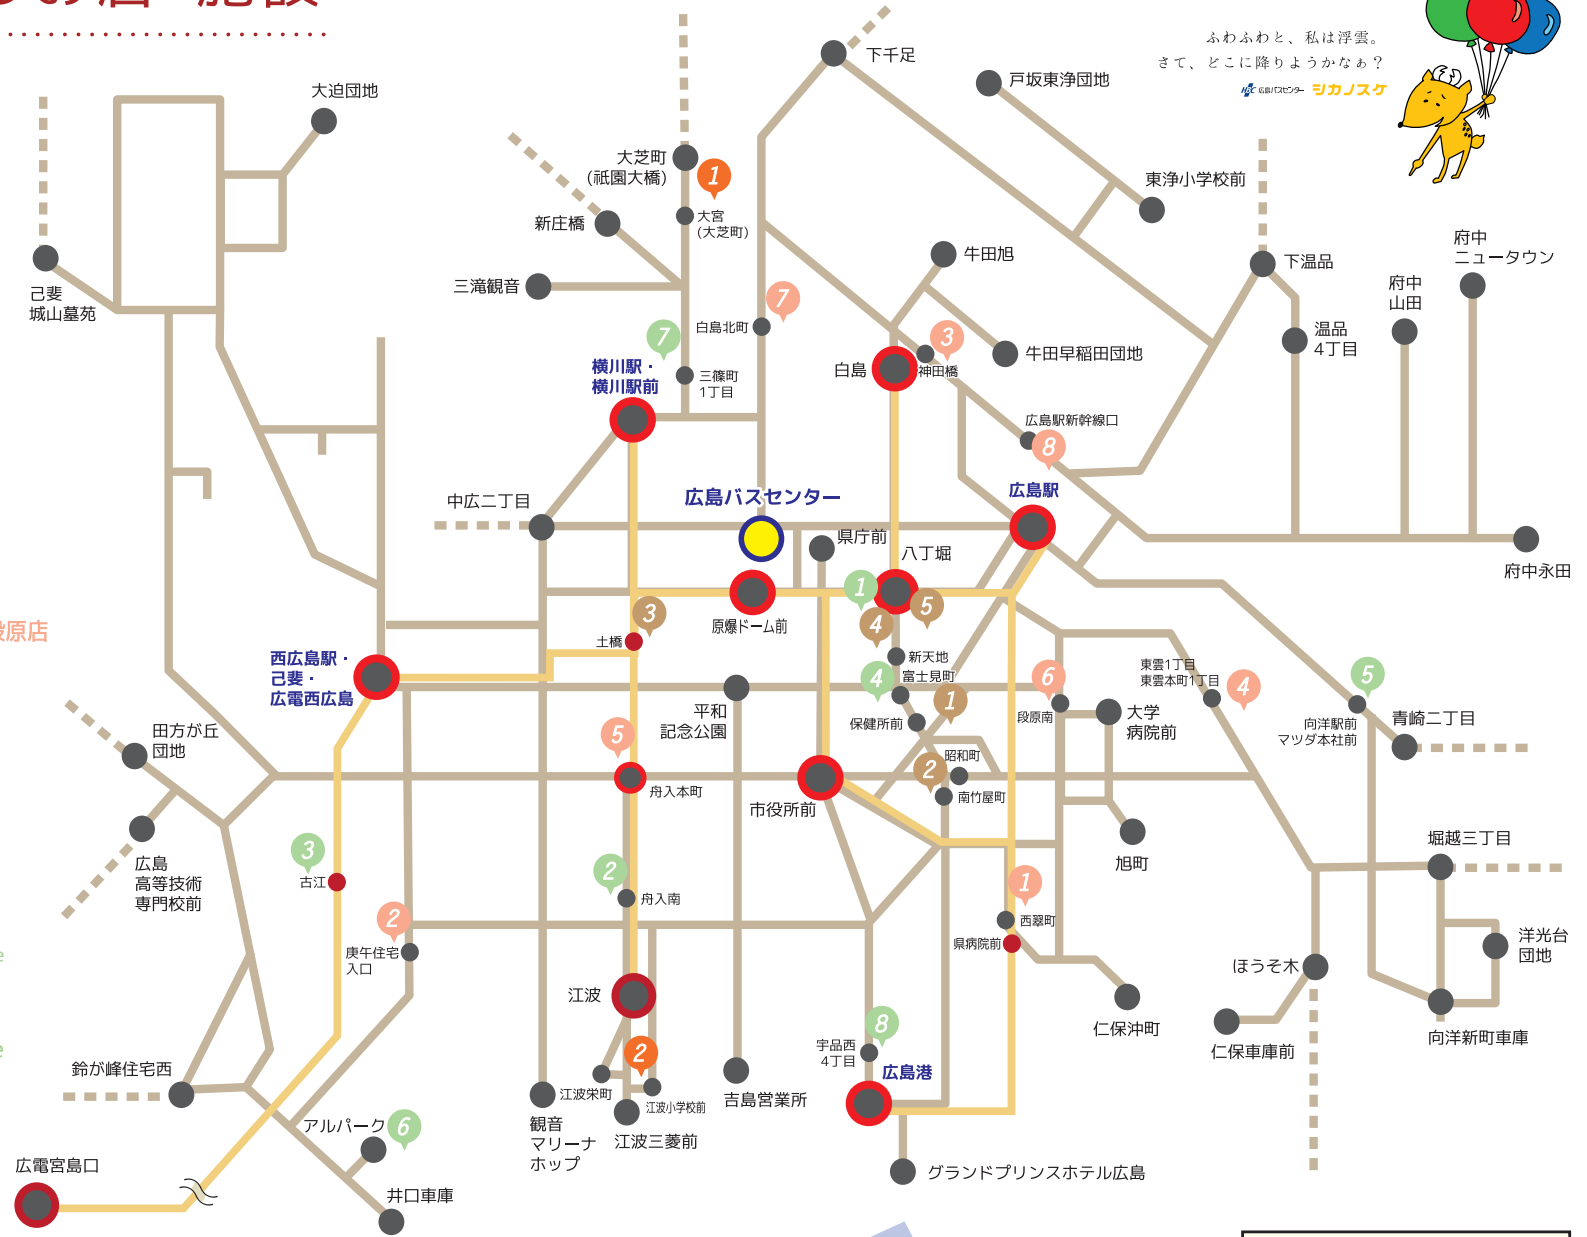 ふわふわと、私は浮雲。
さて、どこに降りようかなぁ？
HBC 広島バスセンター シカノスケ
下千足
戸坂東浄団地
大迫団地
大芝町
(祇園大橋)
1
東浄小学校前
大宮
(大芝町)
新庄橋
府中
ニュータウン
牛田旭
下温品
己斐
城山墓苑
三滝観音
府中
山田
7
白島北町
7
温品
4丁目
3
牛田早稲田団地
横川駅・
横川駅前
三篠町
1丁目
白島
神田橋
広島駅新幹線口
8
広島駅
中広二丁目
広島バスセンター
県庁前
八丁堀
府中永田
1
5
原爆ドーム前
4
3
土橋
段原店
新天地
西広島駅・
己斐・
広電西広島
富士見町
4
6
東雲1丁目
東雲本町1丁目
4
5
平和
記念公園
1
保健所前
段原南
大学
病院前
向洋駅前
マツダ本社前
青崎二丁目
田方が丘
団地
5
昭和町
2
舟入本町
市役所前
南竹屋町
広島
高等技術
専門校前
3
古江
2
舟入南
旭町
堀越三丁目
1
西翠町
2
庚午住宅
入口
県病院前
洋光台
団地
江波
ほうそ木
仁保沖町
仁保車庫前
向洋新町車庫
8
宇品西
4丁目
2
鈴が峰住宅西
広島港
江波栄町
江波小学校前
吉島営業所
アルパーク
6
観音
マリーナ
ホップ
江波三菱前
広電宮島口
グランドプリンスホテル広島
井口車庫
e
e